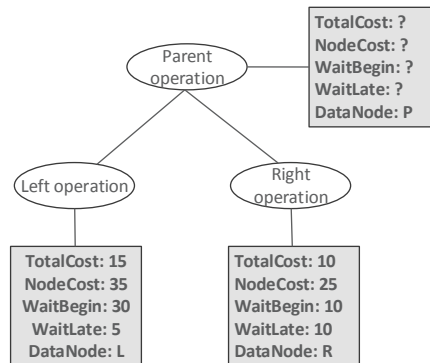 TotalCost: ?
NodeCost: ?
WaitBegin: ?
WaitLate: ?
DataNode: P
Parent
operation
Left operation
Right
operation
TotalCost: 15
NodeCost: 35
WaitBegin: 30
WaitLate: 5
DataNode: L
TotalCost: 10
NodeCost: 25
WaitBegin: 10
WaitLate: 10
DataNode: R